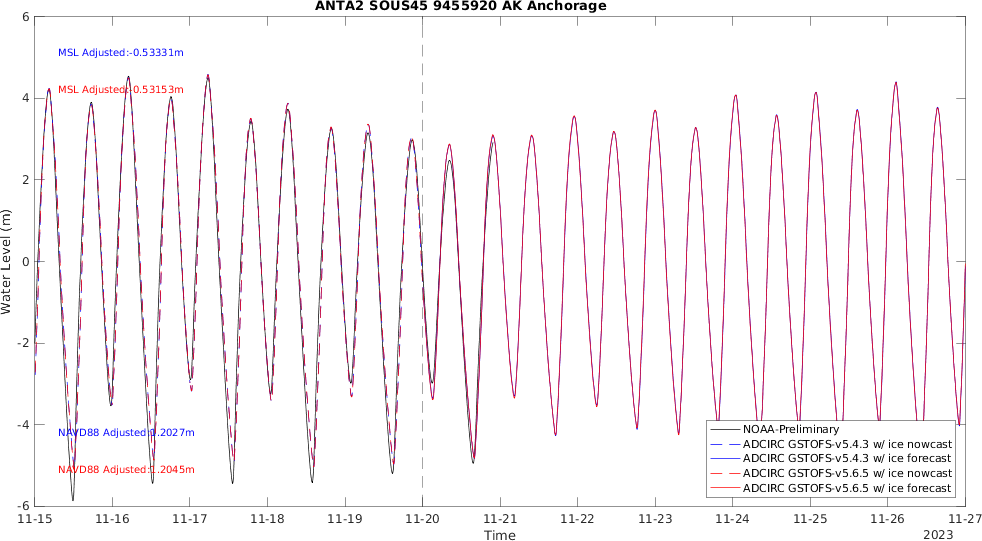 ANTA2 SOUS45 9455920 AK Anchorage
6
MSL Adjusted:-0.53331m
MSL Adjusted:-0.53153m
4
2
0
-2
-4
-6
Water Level (m)
NAVD88 Adjusted:1.2027m
NAVD88 Adjusted:1.2045m
NOAA-Preliminary
ADCIRC GSTOFS-v5.4.3 w/ ice nowcast
ADCIRC GSTOFS-v5.4.3 w/ ice forecast
ADCIRC GSTOFS-v5.6.5 w/ ice nowcast
ADCIRC GSTOFS-v5.6.5 w/ ice forecast
11-15 11-16 11-17 11-18 11-19 11-20 11-21 11-22 11-23 11-24 11-25 11-26 11-27
Time
2023